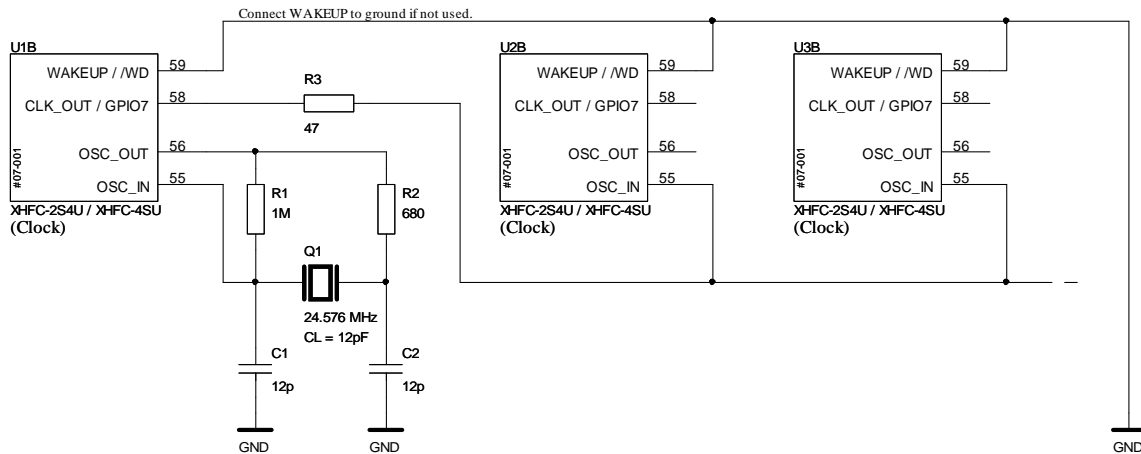 Connect WAKEUP to ground if not used.
U1B
WAKEUP / /WD
59
CLK_OUT / GPIO7
58
OSC_OUT
56
OSC_IN
55
#07-001
XHFC-2S4U / XHFC-4SU
(Clock)
R3
47
R1
1M
R2
680
Q1
24.576 MHz
CL = 12pF
C1
12p
C2
12p
GND
GND
U2B
WAKEUP / /WD
59
CLK_OUT / GPIO7
58
OSC_OUT
56
OSC_IN
55
#07-001
XHFC-2S4U / XHFC-4SU
(Clock)
U3B
WAKEUP / /WD
59
CLK_OUT / GPIO7
58
OSC_OUT
56
OSC_IN
55
#07-001
XHFC-2S4U / XHFC-4SU
(Clock)
GND